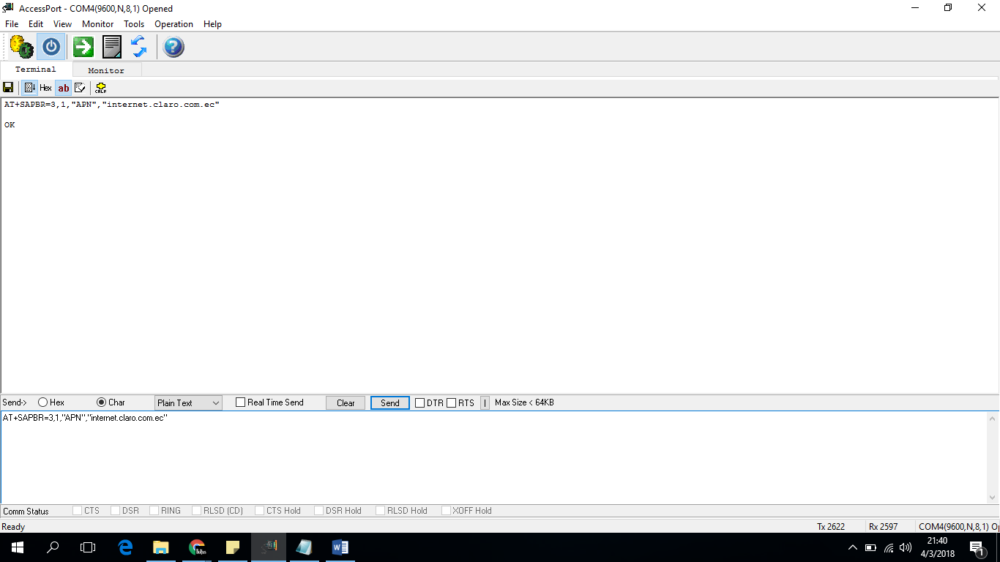 AccessPort - COM4(9600,N,8,1) Opened
File Edit View Monitor Tools Operation Help
Terminal Monitor
Hex ab CRLF
AT+SAPBR=3,1,"APN","internet.claro.com.ec"
OK
Send-> Hex Char Plain Text Real Time Send Clear Send DTR RTS | Max Size < 64KB
AT+SAPBR=3,1,"APN","internet.claro.com.ec"
Comm Status CTS DSR RING RLSD (CD) CTS Hold DSR Hold RLSD Hold XOFF Hold
Ready Tx 2622 Rx 2597 COM4(9600,N,8,1) O
21:40
4/3/2018 1